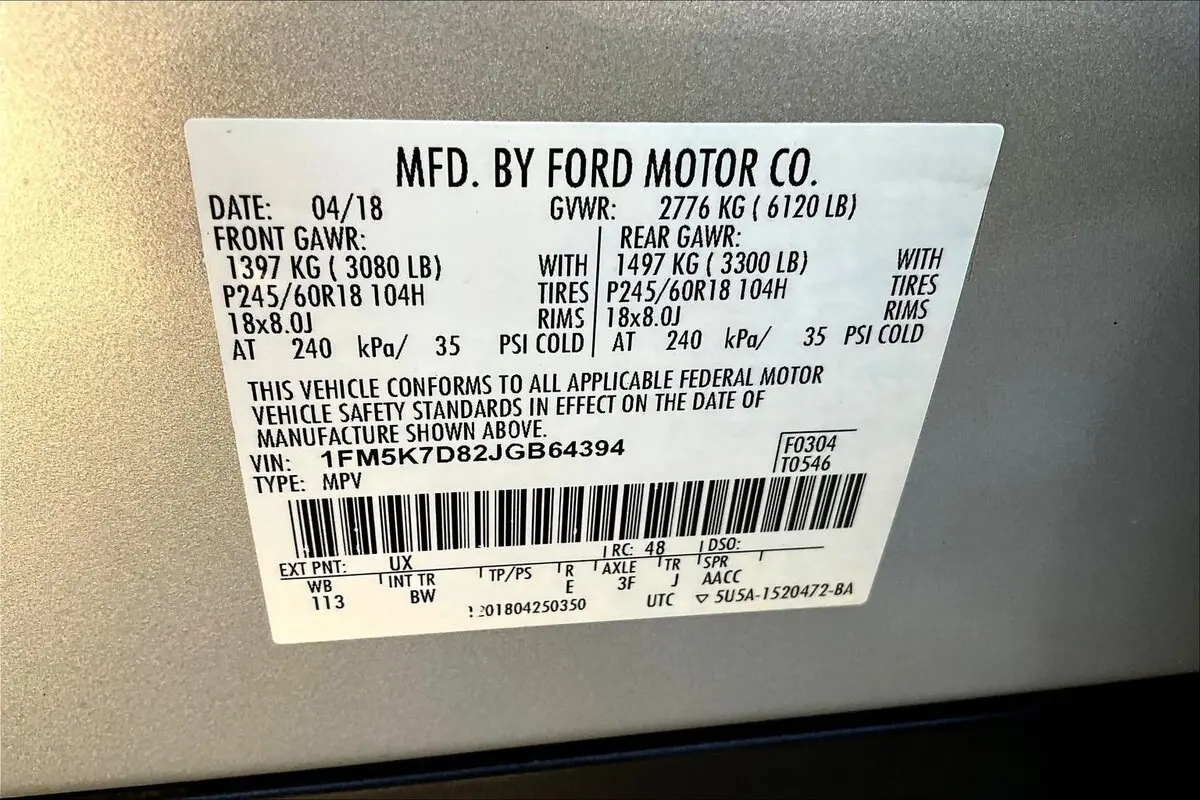 MFD. BY FORD MOTOR CO.
DATE: 04/18 GVWR: 2776 KG ( 6120 LB)
FRONT GAWR: REAR GAWR:
1397 KG ( 3080 LB) WITH 1497 KG ( 3300 LB) WITH
P245/60R18 104H TIRES P245/60R18 104H TIRES
18x8.0J RIMS 18x8.0J RIMS
AT 240 kPa/ 35 PSI COLD AT 240 kPa/ 35 PSI COLD
THIS VEHICLE CONFORMS TO ALL APPLICABLE FEDERAL MOTOR
VEHICLE SAFETY STANDARDS IN EFFECT ON THE DATE OF
MANUFACTURE SHOWN ABOVE.
VIN: 1FM5K7D82JGB64394 F0304
TYPE: MPV T0546
EXT PNT: UX RC: 48 DSO:
WB INT TR TP/PS R AXLE TR SPR
113 BW E 3F J AACC
UTC ▽ 5U5A-1520472-BA